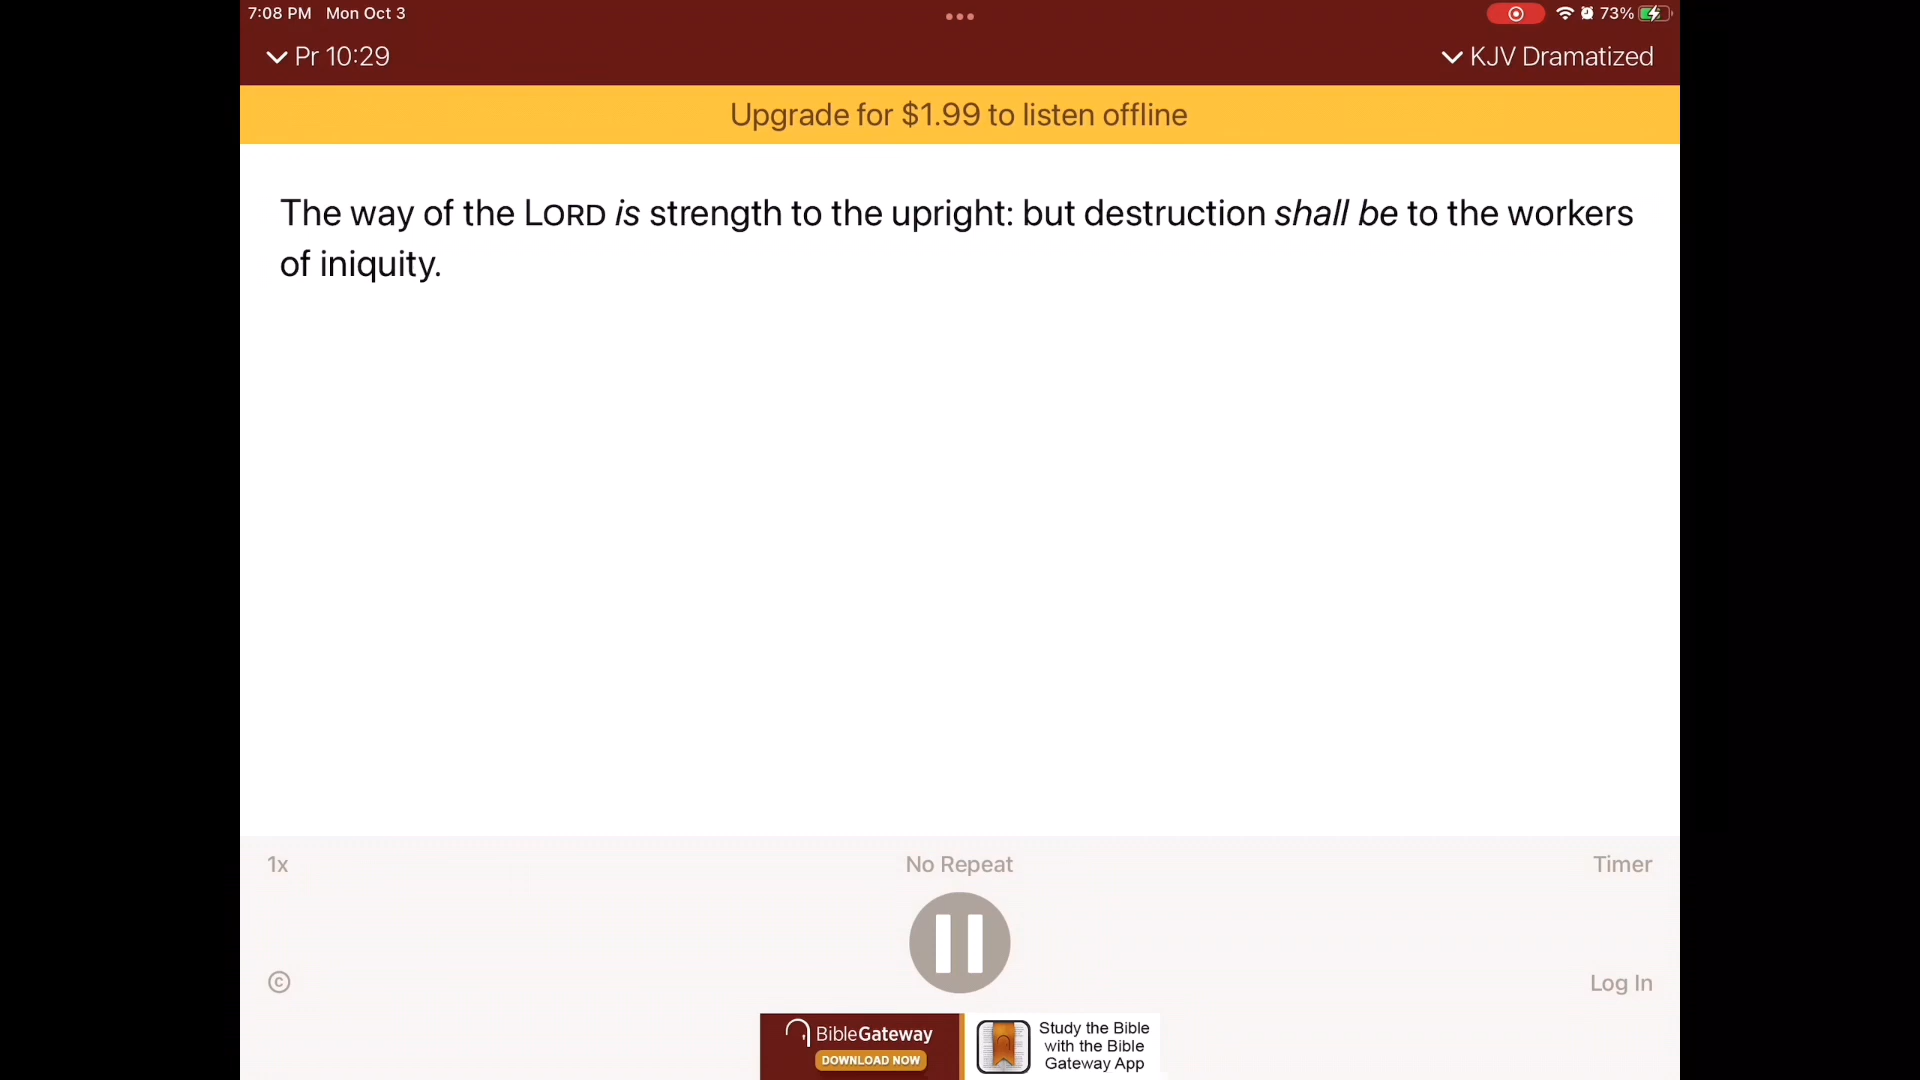 7:08 PM Mon Oct 3
73%
Pr 10:29
KJV Dramatized
Upgrade for $1.99 to listen offline
The way of the LORD is strength to the upright: but destruction shall be to the workers
of iniquity.
1x
No Repeat
Timer
©
Log In
BibleGateway
DOWNLOAD NOW
Study the Bible
with the Bible
Gateway App